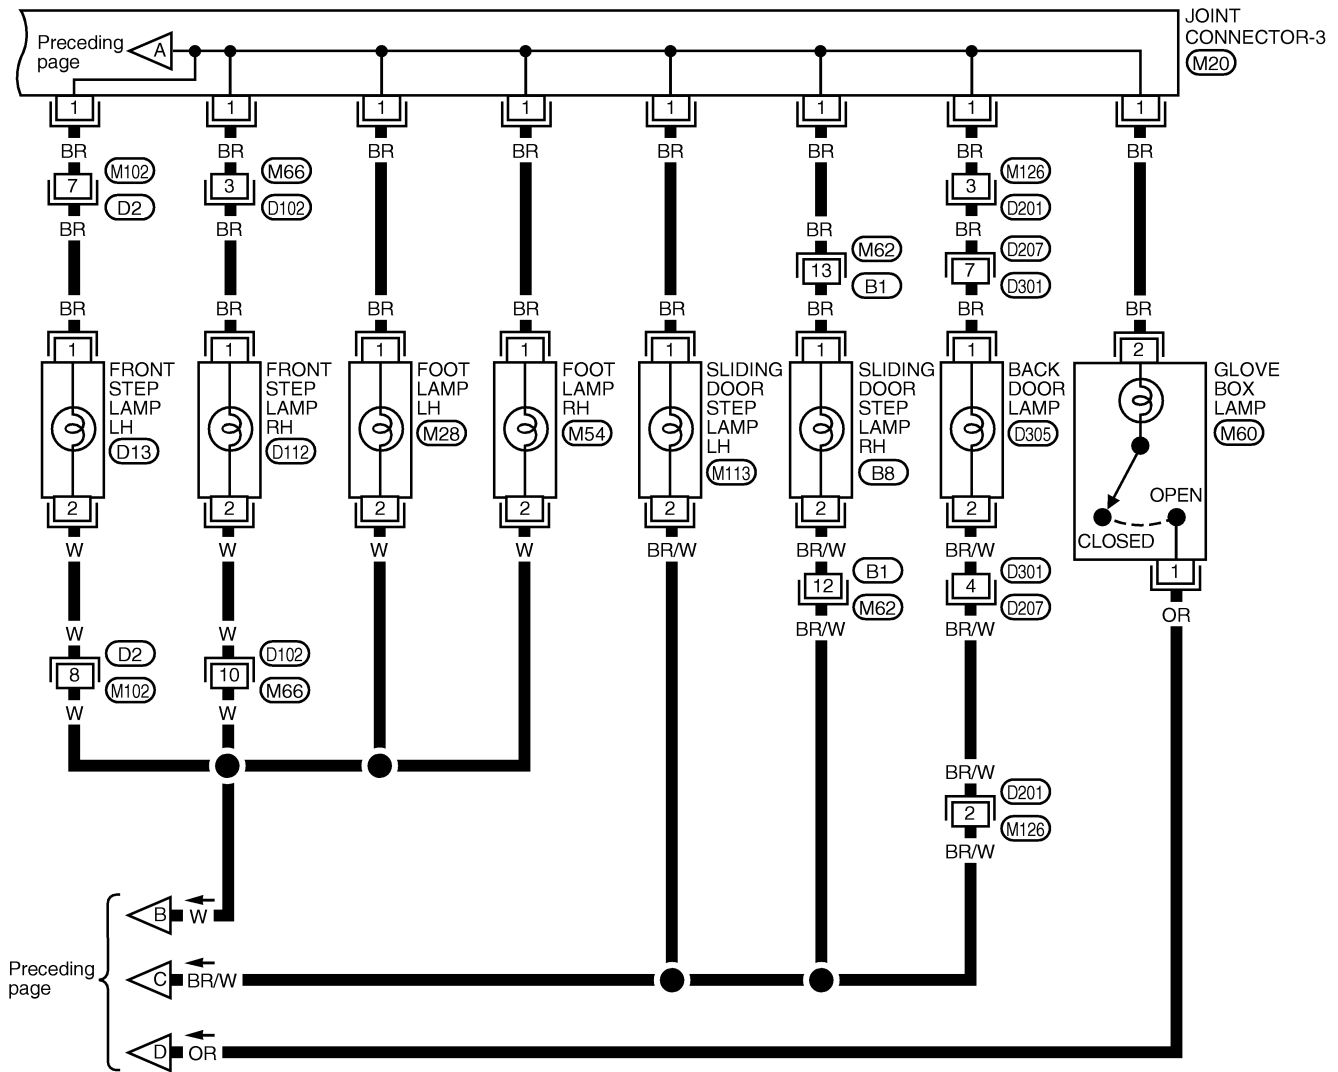 JOINT
CONNECTOR-3
M20
Preceding
page
A
1 1 1 1 1 1 1 1
BR BR BR BR BR BR BR BR
7 M102 3 M66 3 M126
D2 D102 D201
BR BR BR BR D207
M62
13 7
B1 D301
BR BR BR BR BR BR BR BR
1 1 1 1 1 1 1 2
FRONT
STEP
LAMP
LH
D13
FRONT
STEP
LAMP
RH
D112
FOOT
LAMP
LH
M28
FOOT
LAMP
RH
M54
SLIDING
DOOR
STEP
LAMP
LH
M113
SLIDING
DOOR
STEP
LAMP
RH
B8
BACK
DOOR
LAMP
D305
GLOVE
BOX
LAMP
M60
OPEN
CLOSED
2 2 2 2 2 2 2 1
W W W W BR/W BR/W BR/W
B1 D301
12 4
M62 D207
OR
W W BR/W BR/W
D2 D102
8 10
M102 M66
W W
BR/W
D201
2
M126
BR/W
B W
Preceding
page
C BR/W
D OR